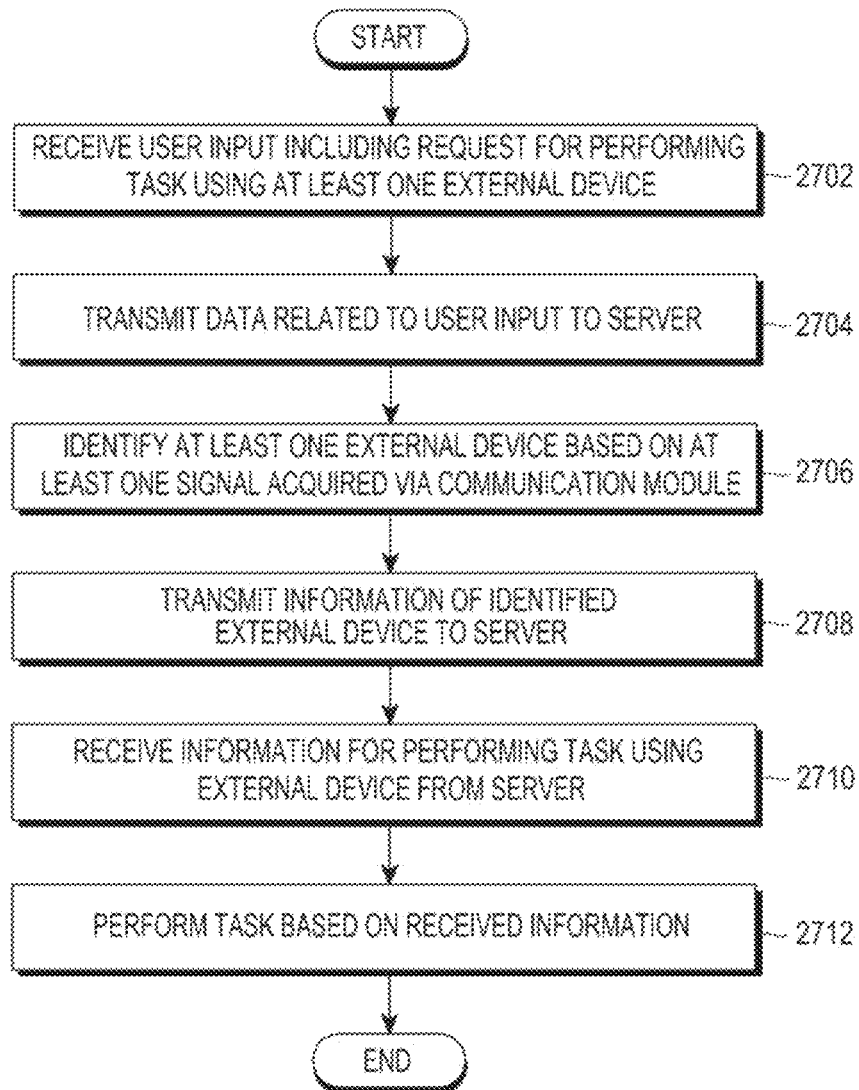 START
RECEIVE USER INPUT INCLUDING REQUEST FOR PERFORMING
TASK USING AT LEAST ONE EXTERNAL DEVICE
2702
TRANSMIT DATA RELATED TO USER INPUT TO SERVER
2704
IDENTIFY AT LEAST ONE EXTERNAL DEVICE BASED ON AT
LEAST ONE SIGNAL ACQUIRED VIA COMMUNICATION MODULE
2706
TRANSMIT INFORMATION OF IDENTIFIED
EXTERNAL DEVICE TO SERVER
2708
RECEIVE INFORMATION FOR PERFORMING TASK USING
EXTERNAL DEVICE FROM SERVER
2710
PERFORM TASK BASED ON RECEIVED INFORMATION
2712
END